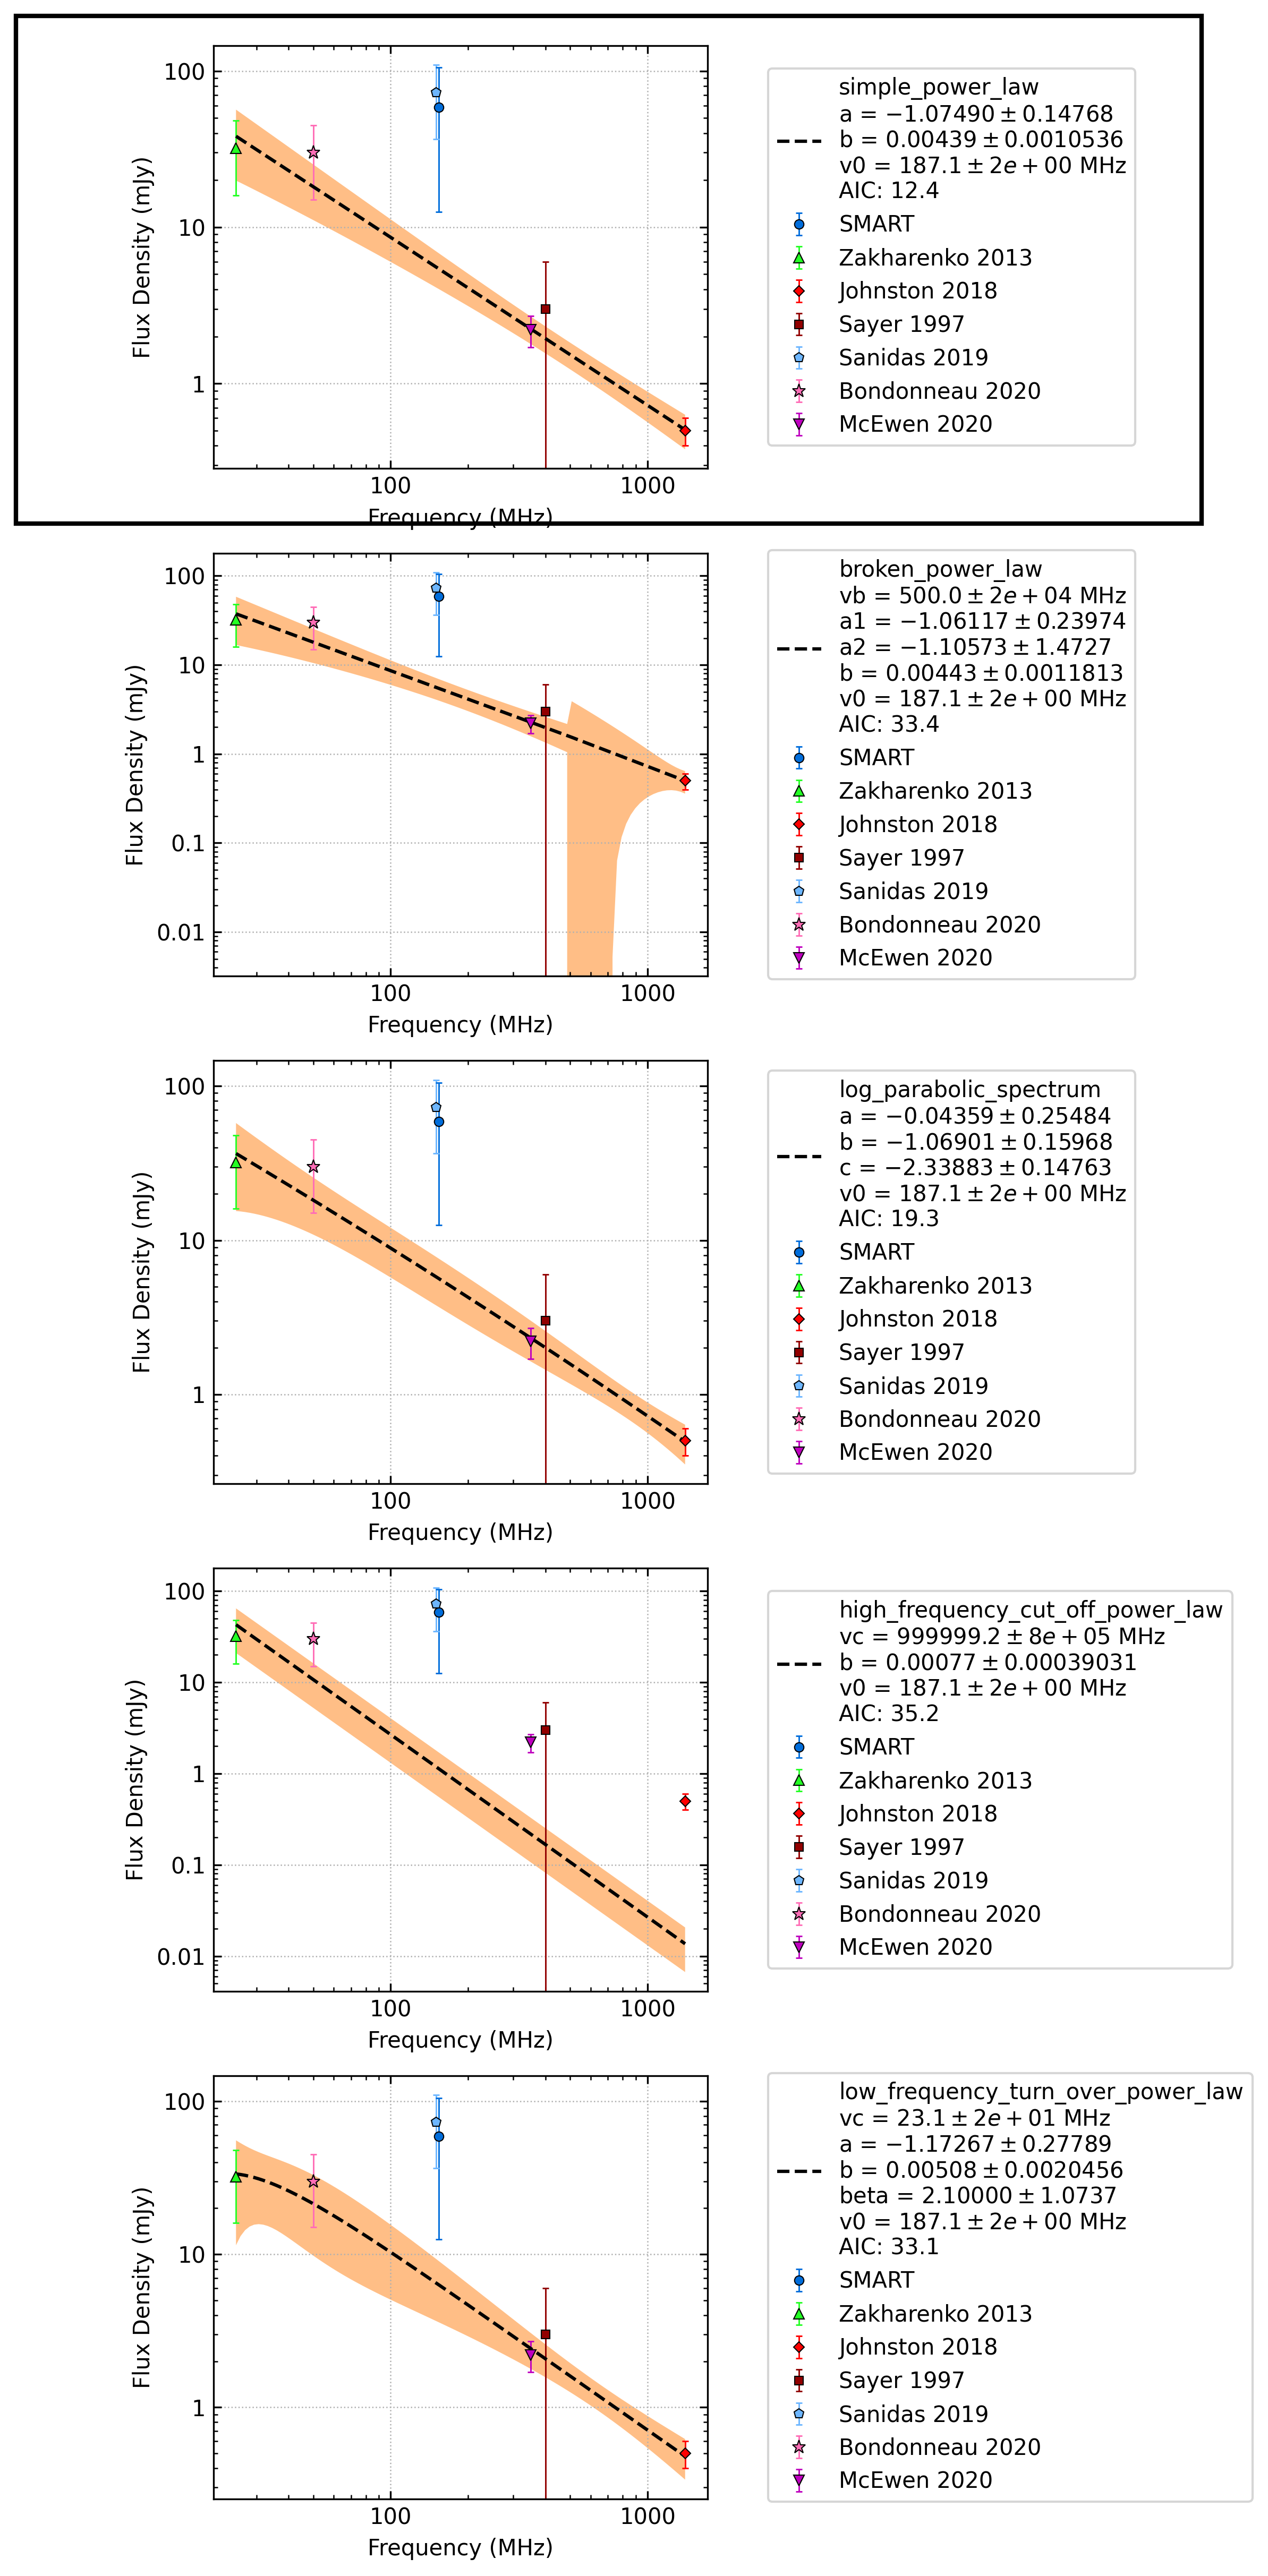 100
10
1
Flux Density (mJy)
100
1000
Frequency (MHz)
simple_power_law
a = −1.07490 ± 0.14768
b = 0.00439 ± 0.0010536
v0 = 187.1 ± 2e + 00 MHz
AIC: 12.4
SMART
Zakharenko 2013
Johnston 2018
Sayer 1997
Sanidas 2019
Bondonneau 2020
McEwen 2020
100
10
1
0.1
0.01
Flux Density (mJy)
100
1000
Frequency (MHz)
broken_power_law
vb = 500.0 ± 2e + 04 MHz
a1 = −1.06117 ± 0.23974
a2 = −1.10573 ± 1.4727
b = 0.00443 ± 0.0011813
v0 = 187.1 ± 2e + 00 MHz
AIC: 33.4
SMART
Zakharenko 2013
Johnston 2018
Sayer 1997
Sanidas 2019
Bondonneau 2020
McEwen 2020
100
10
1
Flux Density (mJy)
100
1000
Frequency (MHz)
log_parabolic_spectrum
a = −0.04359 ± 0.25484
b = −1.06901 ± 0.15968
c = −2.33883 ± 0.14763
v0 = 187.1 ± 2e + 00 MHz
AIC: 19.3
SMART
Zakharenko 2013
Johnston 2018
Sayer 1997
Sanidas 2019
Bondonneau 2020
McEwen 2020
100
10
1
0.1
0.01
Flux Density (mJy)
100
1000
Frequency (MHz)
high_frequency_cut_off_power_law
vc = 999999.2 ± 8e + 05 MHz
b = 0.00077 ± 0.00039031
v0 = 187.1 ± 2e + 00 MHz
AIC: 35.2
SMART
Zakharenko 2013
Johnston 2018
Sayer 1997
Sanidas 2019
Bondonneau 2020
McEwen 2020
100
10
1
Flux Density (mJy)
100
1000
Frequency (MHz)
low_frequency_turn_over_power_law
vc = 23.1 ± 2e + 01 MHz
a = −1.17267 ± 0.27789
b = 0.00508 ± 0.0020456
beta = 2.10000 ± 1.0737
v0 = 187.1 ± 2e + 00 MHz
AIC: 33.1
SMART
Zakharenko 2013
Johnston 2018
Sayer 1997
Sanidas 2019
Bondonneau 2020
McEwen 2020